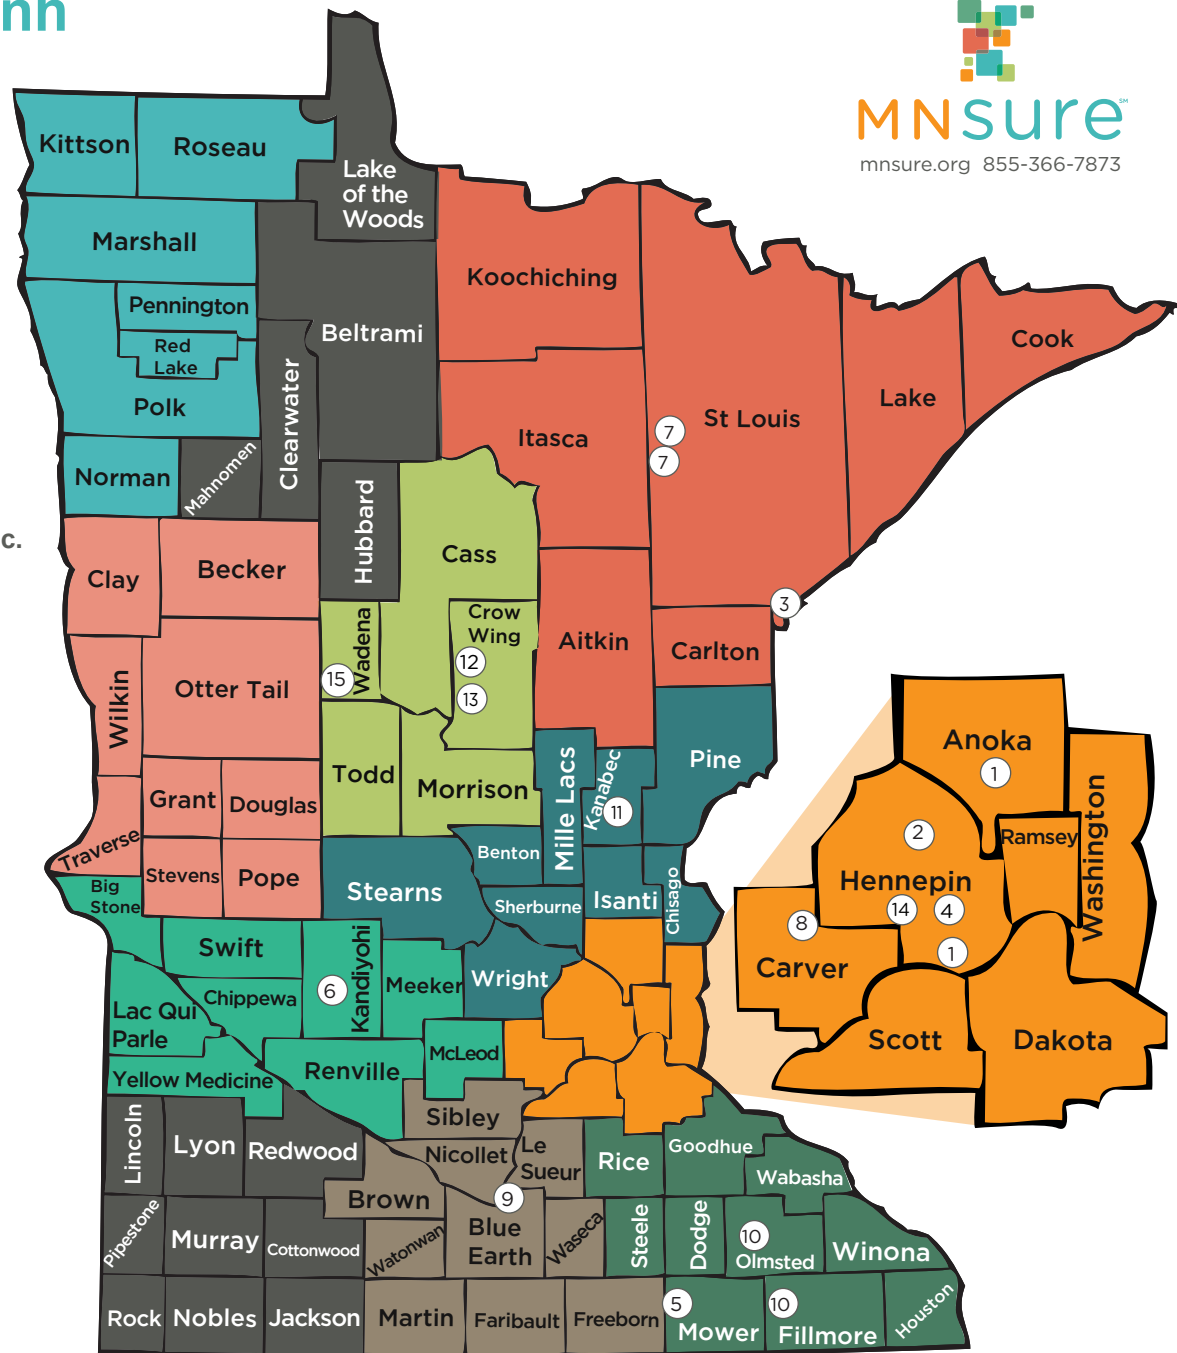 nn
MNsure℠
mnsure.org 855-366-7873
Kittson
Roseau
Lake
of the
Woods
Marshall
Koochiching
Pennington
Beltrami
Red
Lake
Cook
Clearwater
Polk
Lake
St Louis
7
Itasca
7
Norman
Mahnomen
Hubbard
c.
Cass
Clay
Becker
3
Crow
Wing
Wadena
Aitkin
Carlton
12
15
13
Otter Tail
Wilkin
Anoka
Pine
1
Todd
Morrison
Mille Lacs
Kanabec
11
Grant
Douglas
Washington
2
Ramsey
Traverse
Benton
Stevens
Pope
Hennepin
Big
Stone
Stearns
Sherburne
Isanti
Chisago
14
4
8
Swift
Kandiyohi
1
Carver
Wright
Meeker
6
Chippewa
Lac Qui
Parle
Scott
Dakota
McLeod
Renville
Yellow Medicine
Sibley
Lincoln
Lyon
Redwood
Nicollet
Le
Sueur
Rice
Goodhue
Wabasha
Brown
9
Pipestone
Murray
Cottonwood
Watonwan
Blue
Earth
Waseca
Steele
Dodge
10
Olmsted
Winona
5
10
Rock
Nobles
Jackson
Martin
Faribault
Freeborn
Mower
Fillmore
Houston